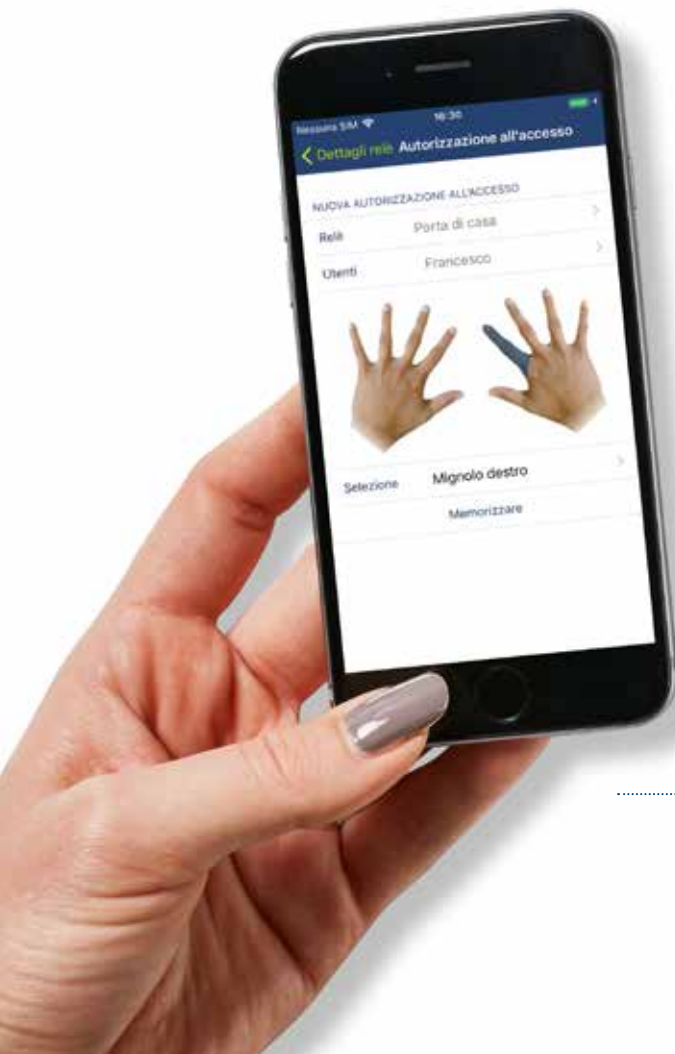 Nessuna SIM 16:30
Dettagli relè Autorizzazione all'accesso
NUOVA AUTORIZZAZIONE ALL'ACCESSO
Relè Porta di casa
Utenti Francesco
Selezione Mignolo destro
Memorizzare